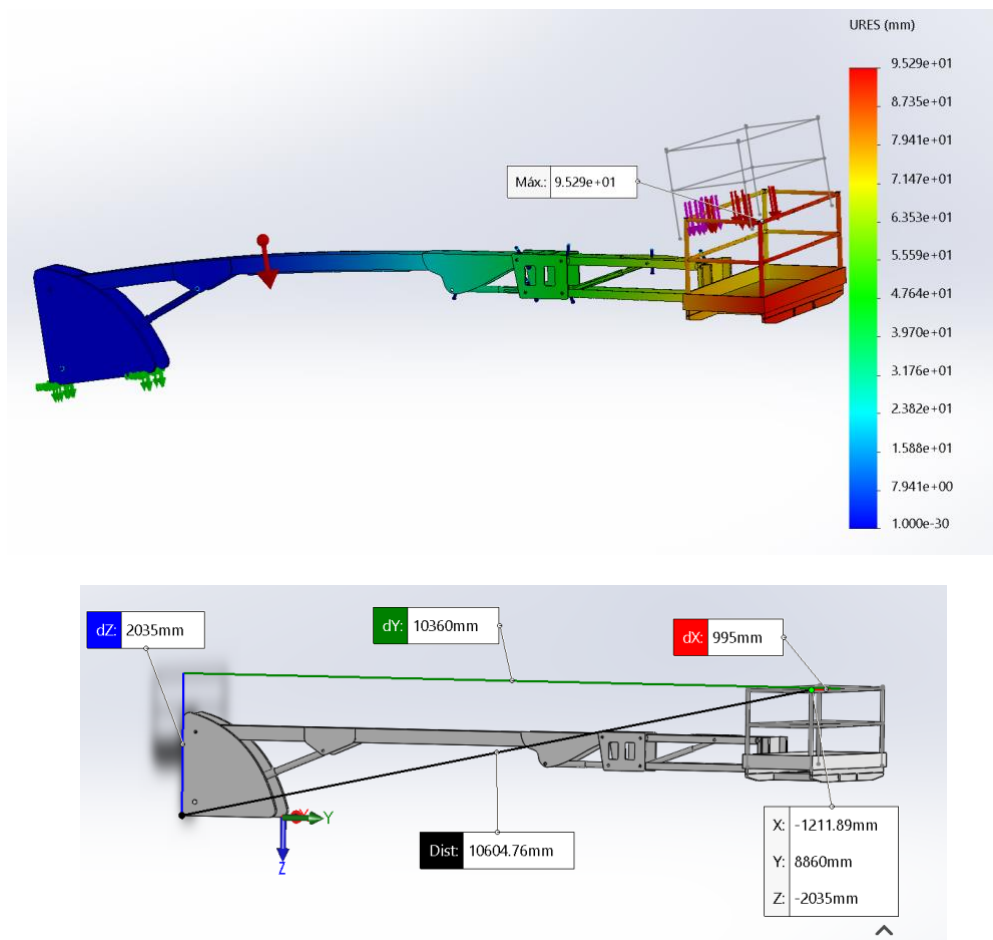 URES (mm)
9.529e+01
8.735e+01
7.941e+01
7.147e+01
6.353e+01
5.559e+01
4.764e+01
3.970e+01
3.176e+01
2.382e+01
1.588e+01
7.941e+00
1.000e-30
Máx.: 9.529e+01
dZ: 2035mm
dY: 10360mm
dX: 995mm
Dist: 10604.76mm
X: -1211.89mm
Y: 8860mm
Z: -2035mm
Y
Z